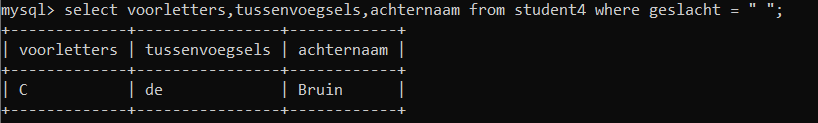 mysql> select voorletters,tussenvoegsels,achternaam from student4 where geslacht = " ";
+-------------+----------------+------------+
| voorletters | tussenvoegsels | achternaam |
+-------------+----------------+------------+
| C           | de             | Bruin      |
+-------------+----------------+------------+